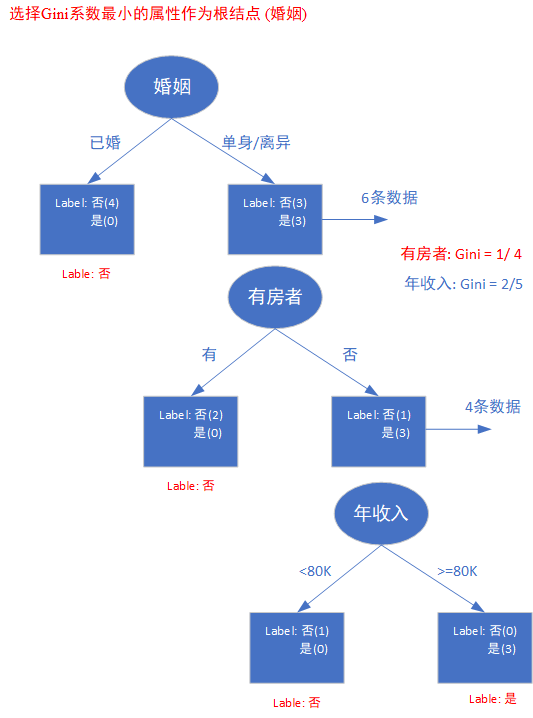 选择Gini系数最小的属性作为根结点 (婚姻)
婚姻
已婚
单身/离异
Label: 否(4)
是(0)
Label: 否(3)
是(3)
6条数据
Lable: 否
有房者: Gini = 1/ 4
年收入: Gini = 2/5
有房者
有
否
Label: 否(2)
是(0)
Label: 否(1)
是(3)
4条数据
Lable: 否
年收入
<80K
>=80K
Label: 否(1)
是(0)
Label: 否(0)
是(3)
Lable: 否
Lable: 是